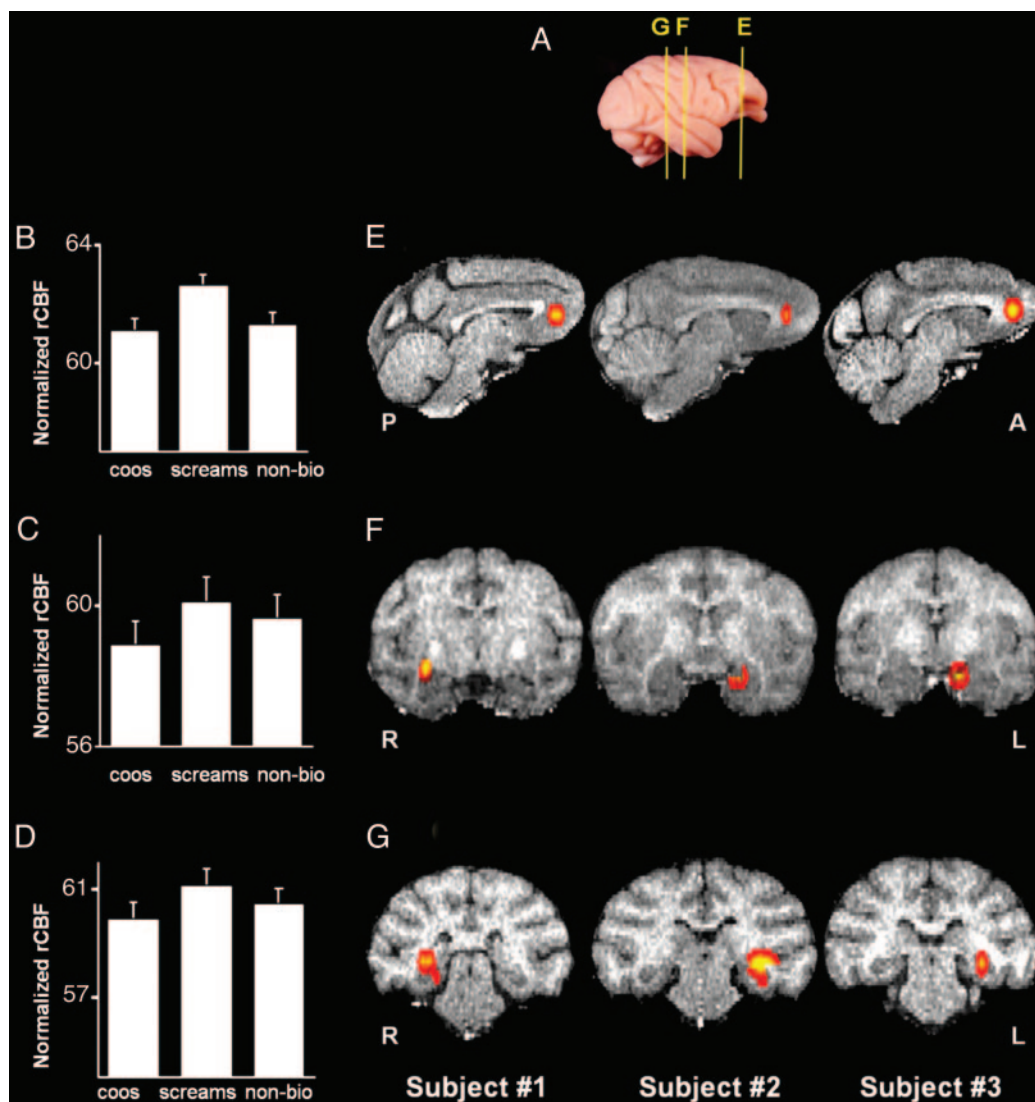 A
G F E
B
64
60
Normalized rCBF
coos screams non-bio
E
P A
C
60
56
Normalized rCBF
coos screams non-bio
F
R L
D
61
57
Normalized rCBF
coos screams non-bio
G
R L
Subject #1 Subject #2 Subject #3